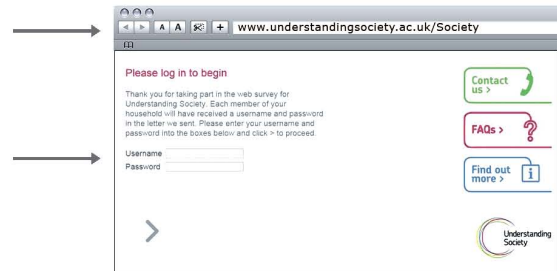 A A + www.understandingsociety.ac.uk/Society
Please log in to begin
Thank you for taking part in the web survey for
Understanding Society. Each member of your
household will have received a username and password
in the letter we sent. Please enter your username and
password into the boxes below and click > to proceed.
Username
Password
Contact
us >
FAQs >
Find out
more >
Understanding
Society